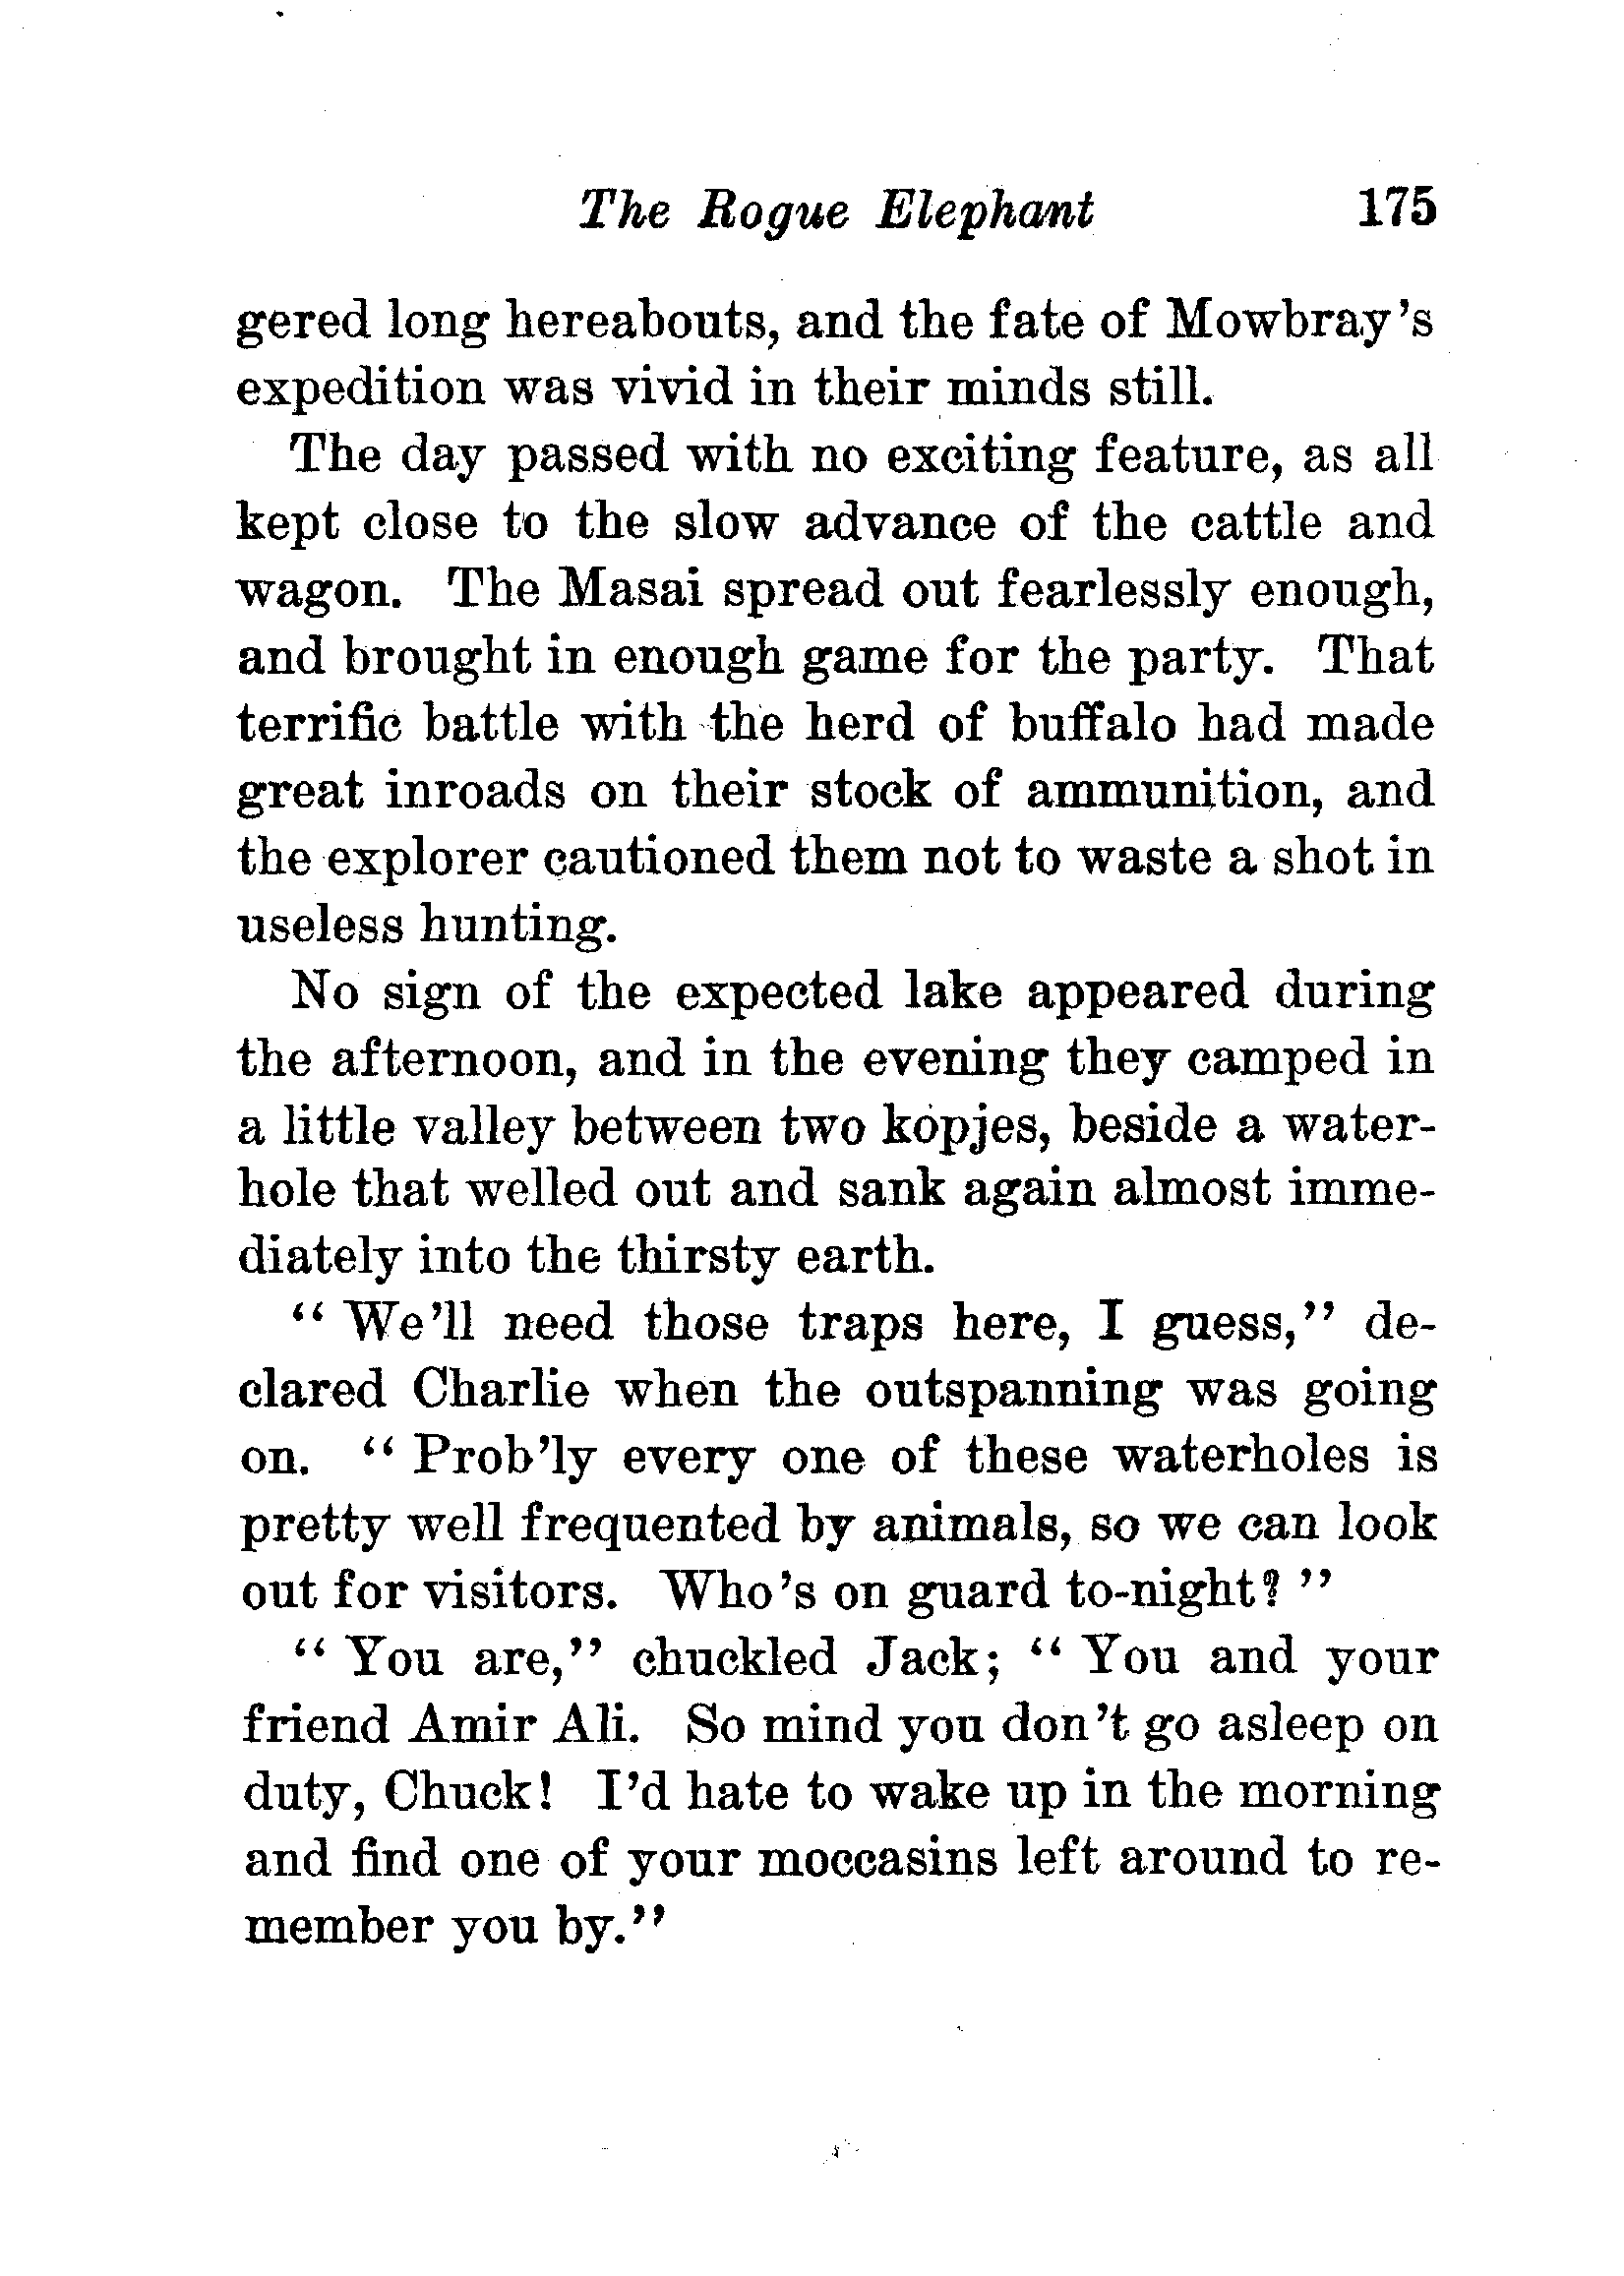 The Rogue Elephant 175
gered long hereabouts, and the fate of Mowbray's
expedition was vivid in their minds still.
The day passed with no exciting feature, as all
kept close to the slow advance of the cattle and
wagon. The Masai spread out fearlessly enough,
and brought in enough game for the party. That
terrific battle with the herd of buffalo had made
great inroads on their stock of ammunition, and
the explorer cautioned them not to waste a shot in
useless hunting.
No sign of the expected lake appeared during
the afternoon, and in the evening they camped in
a little valley between two kopjes, beside a water-
hole that welled out and sank again almost imme-
diately into the thirsty earth.
" We'll need those traps here, I guess," de-
clared Charlie when the outspanning was going
on. " Prob'ly every one of these waterholes is
pretty well frequented by animals, so we can look
out for visitors. Who's on guard to-night? "
" You are," chuckled Jack; " You and your
friend Amir Ali. So mind you don't go asleep on
duty, Chuck! I'd hate to wake up in the morning
and find one of your moccasins left around to re-
member you by."